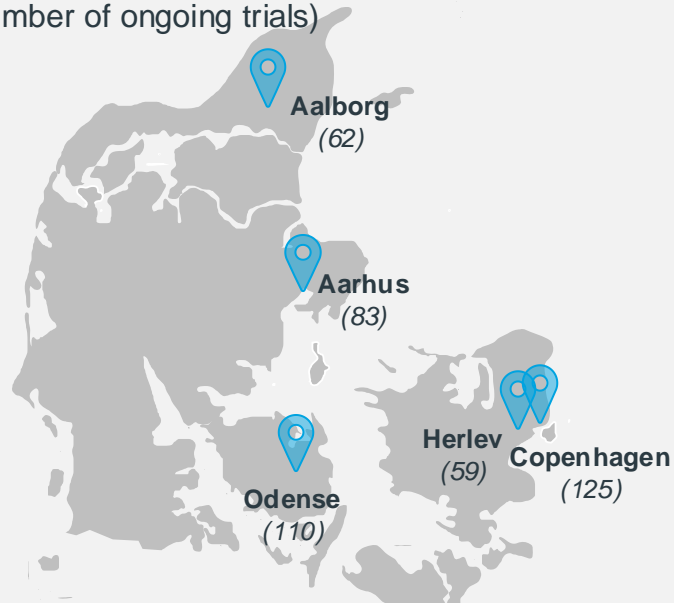 mber of ongoing trials)
Aalborg
(62)
Aarhus
(83)
Herlev
(59)
Copenhagen
(125)
Odense
(110)